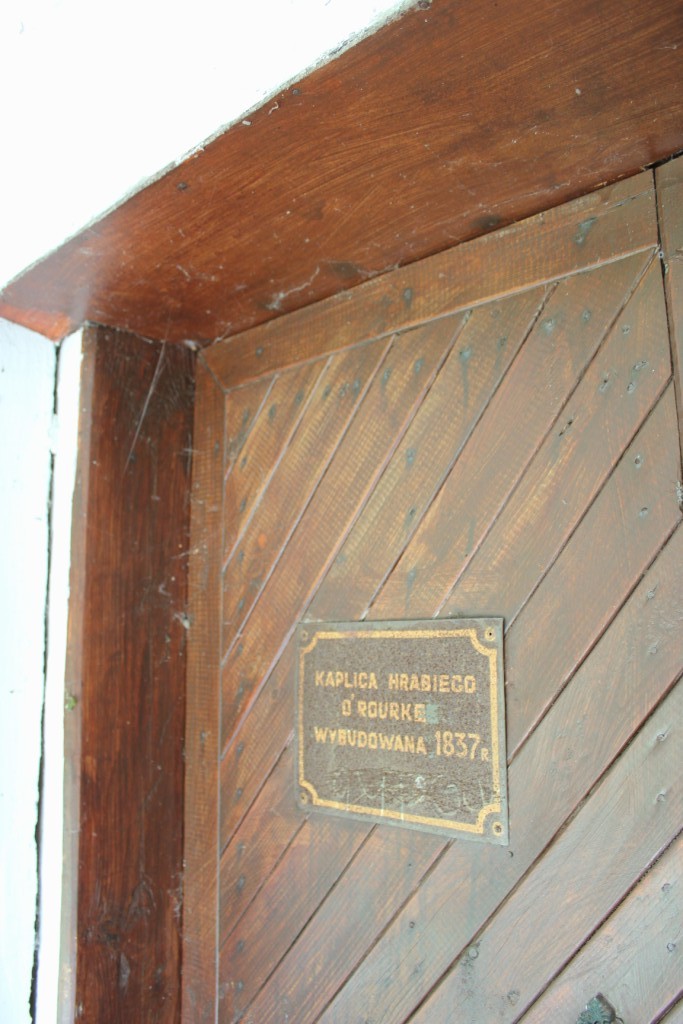 KAPLICA HRABIEGO
O'ROURKE
WYBUDOWANA 1837R